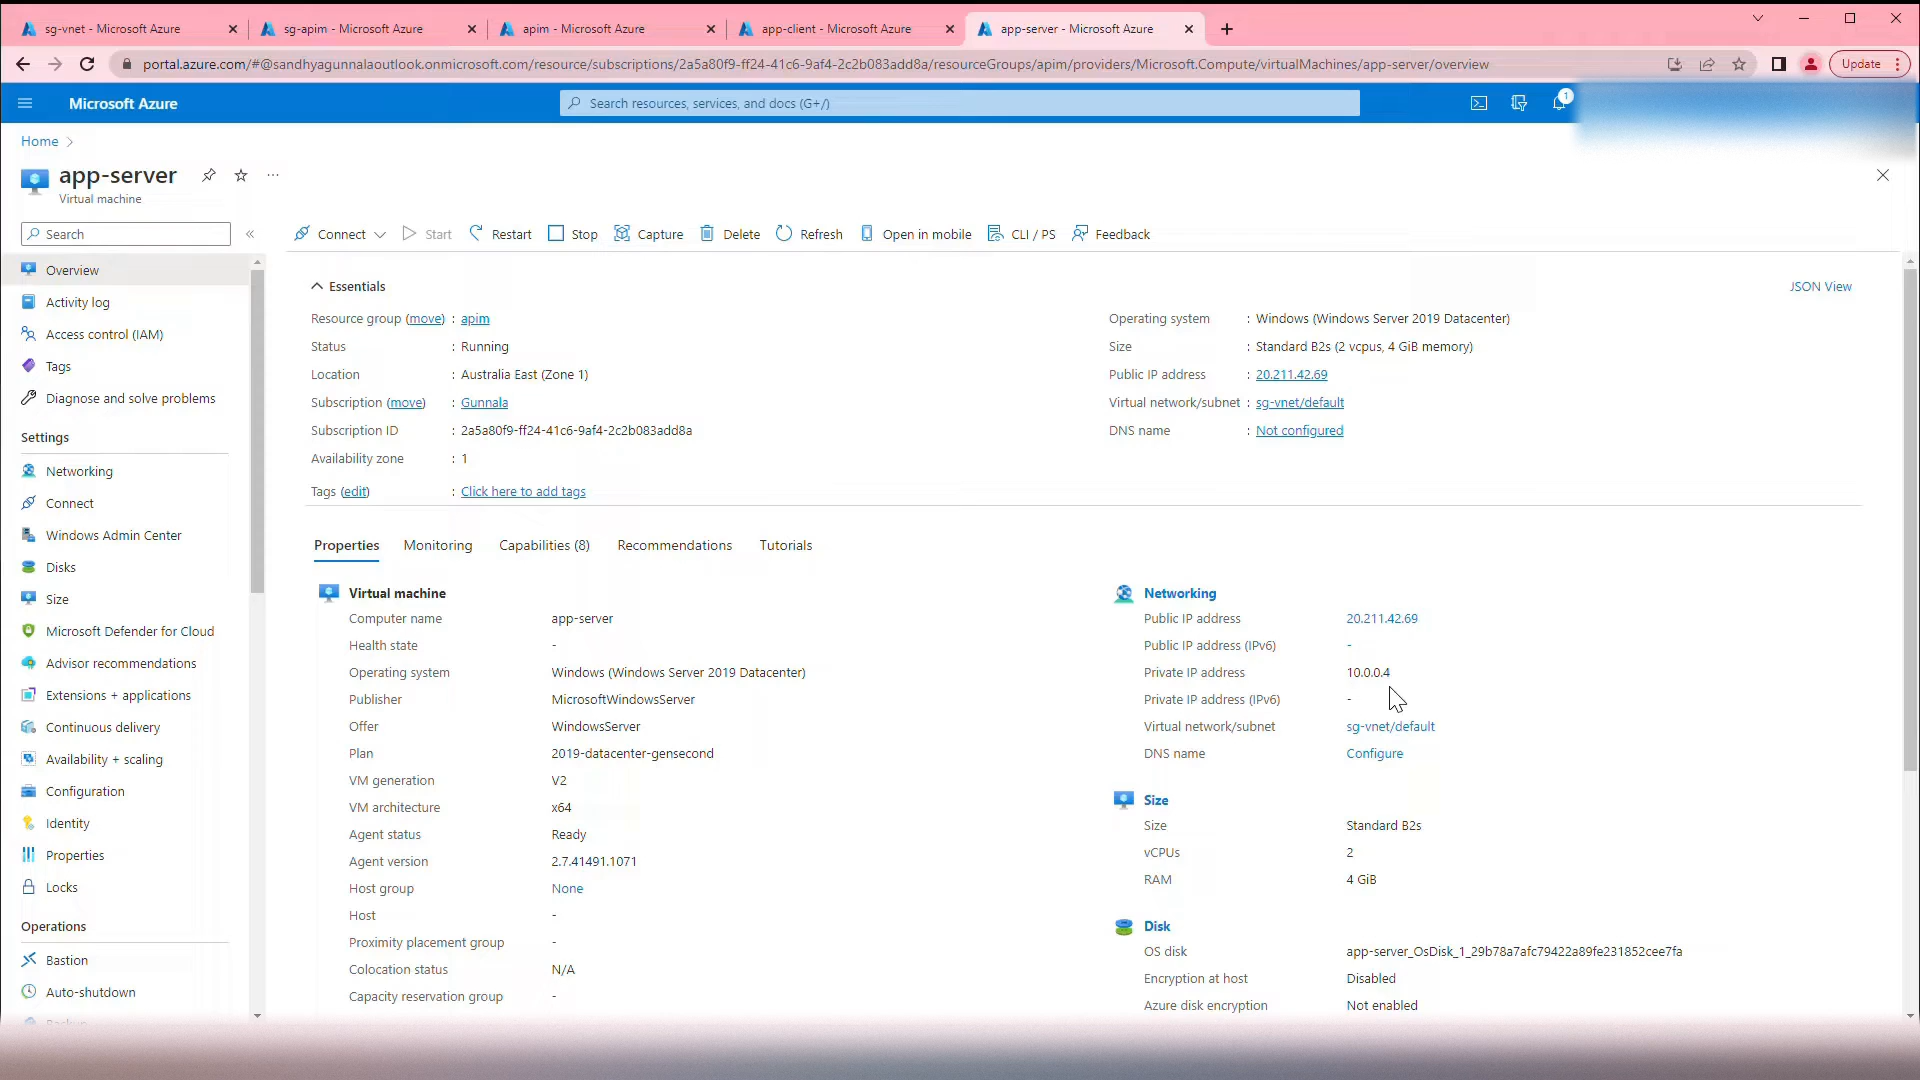 sg-vnet - Microsoft Azure
sg-apim - Microsoft Azure
apim - Microsoft Azure
app-client - Microsoft Azure
app-server - Microsoft Azure
portal.azure.com/#@sandhyagunnalaoutlook.onmicrosoft.com/resource/subscriptions/2a5a80f9-ff24-41c6-9af4-2c2b083add8a/resourceGroups/apim/providers/Microsoft.Compute/virtualMachines/app-server/overview
Update
Microsoft Azure
Search resources, services, and docs (G+/)
1
Home
app-server
Virtual machine
Search
Connect
Start
Restart
Stop
Capture
Delete
Refresh
Open in mobile
CLI / PS
Feedback
Overview
Activity log
Access control (IAM)
Tags
Diagnose and solve problems
Settings
Networking
Connect
Windows Admin Center
Disks
Size
Microsoft Defender for Cloud
Advisor recommendations
Extensions + applications
Continuous delivery
Availability + scaling
Configuration
Identity
Properties
Locks
Operations
Bastion
Auto-shutdown
Essentials
JSON View
Resource group (move) : apim
Status : Running
Location : Australia East (Zone 1)
Subscription (move) : Gunnala
Subscription ID : 2a5a80f9-ff24-41c6-9af4-2c2b083add8a
Availability zone : 1
Tags (edit) : Click here to add tags
Operating system : Windows (Windows Server 2019 Datacenter)
Size : Standard B2s (2 vcpus, 4 GiB memory)
Public IP address : 20.211.42.69
Virtual network/subnet : sg-vnet/default
DNS name : Not configured
Properties
Monitoring
Capabilities (8)
Recommendations
Tutorials
Virtual machine
Computer name app-server
Health state -
Operating system Windows (Windows Server 2019 Datacenter)
Publisher MicrosoftWindowsServer
Offer WindowsServer
Plan 2019-datacenter-gensecond
VM generation V2
VM architecture x64
Agent status Ready
Agent version 2.7.41491.1071
Host group None
Host -
Proximity placement group -
Colocation status N/A
Capacity reservation group -
Networking
Public IP address 20.211.42.69
Public IP address (IPv6) -
Private IP address 10.0.0.4
Private IP address (IPv6) -
Virtual network/subnet sg-vnet/default
DNS name Configure
Size
Size Standard B2s
vCPUs 2
RAM 4 GiB
Disk
OS disk app-server_OsDisk_1_29b78a7afc79422a89fe231852cee7fa
Encryption at host Disabled
Azure disk encryption Not enabled